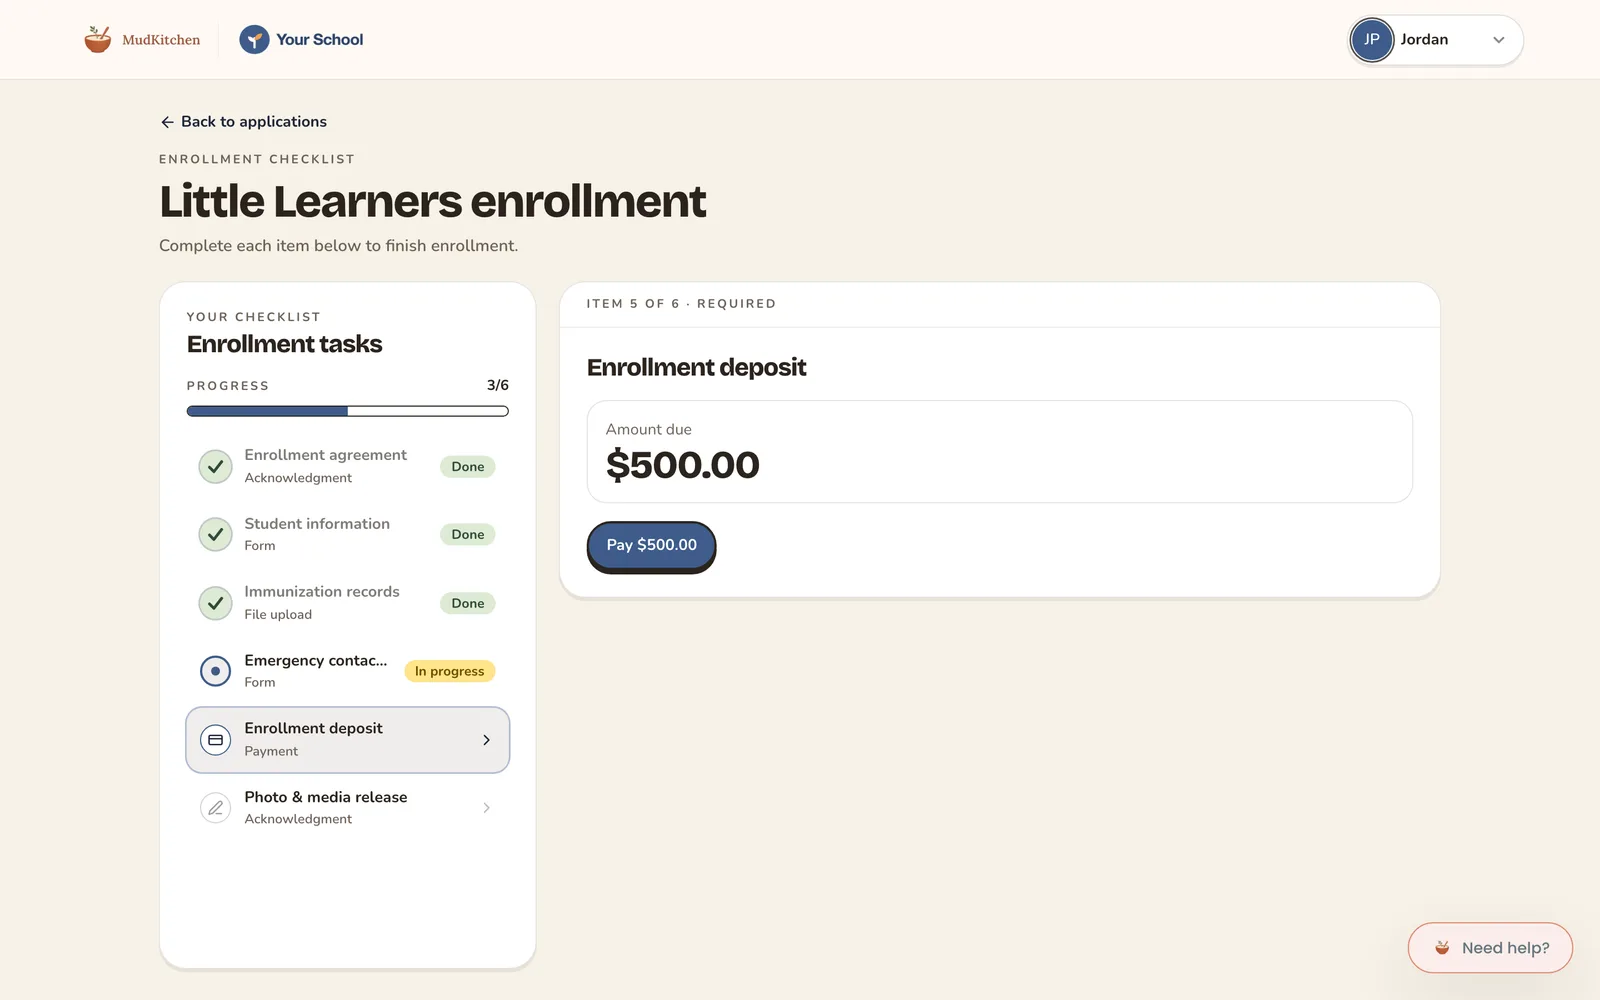 MudKitchen
Your School
JP
Jordan
Back to applications
ENROLLMENT CHECKLIST
Little Learners enrollment
Complete each item below to finish enrollment.
YOUR CHECKLIST
Enrollment tasks
PROGRESS
3/6
Enrollment agreement
Acknowledgment
Done
Student information
Form
Done
Immunization records
File upload
Done
Emergency contac...
Form
In progress
Enrollment deposit
Payment
Photo & media release
Acknowledgment
ITEM 5 OF 6 · REQUIRED
Enrollment deposit
Amount due
$500.00
Pay $500.00
Need help?